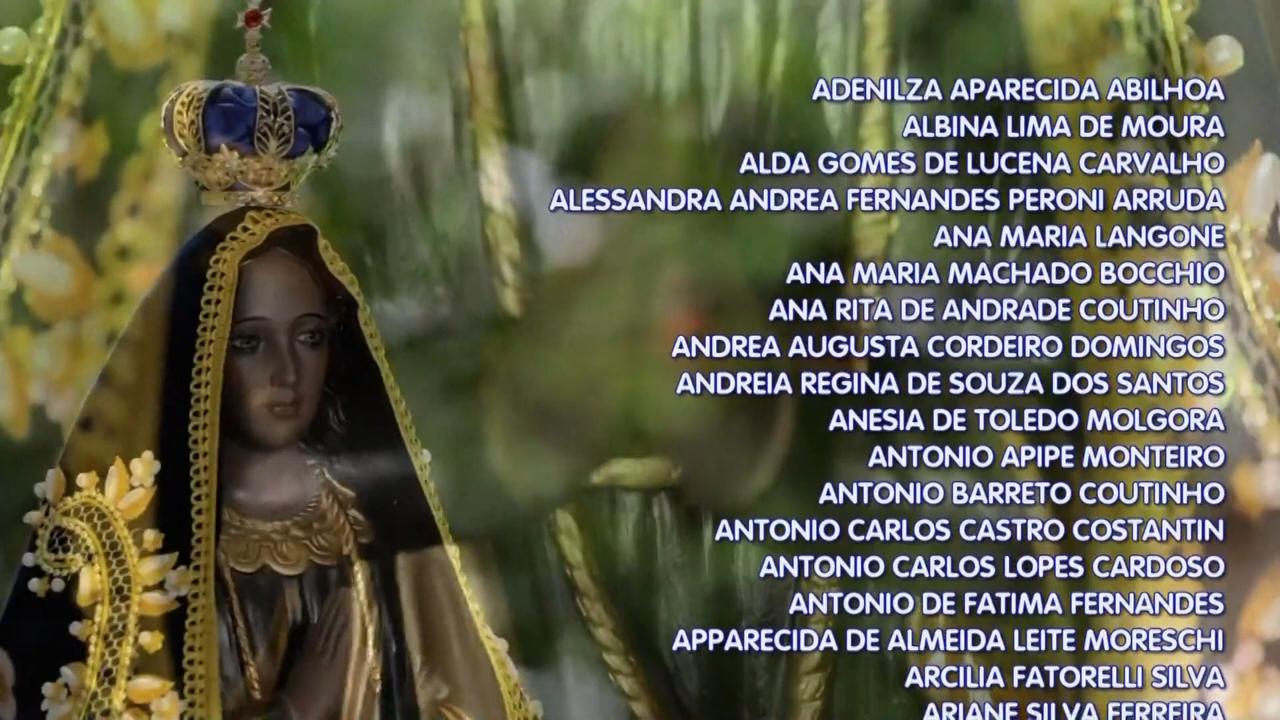 ADENILZA APARECIDA ABILHOA
ALBINA LIMA DE MOURA
ALDA GOMES DE LUCENA CARVALHO
ALESSANDRA ANDREA FERNANDES PERONI ARRUDA
ANA MARIA LANGONE
ANA MARIA MACHADO BOCCHIO
ANA RITA DE ANDRADE COUTINHO
ANDREA AUGUSTA CORDEIRO DOMINGOS
ANDREIA REGINA DE SOUZA DOS SANTOS
ANESIA DE TOLEDO MOLGORA
ANTONIO APIPE MONTEIRO
ANTONIO BARRETO COUTINHO
ANTONIO CARLOS CASTRO COSTANTIN
ANTONIO CARLOS LOPES CARDOSO
ANTONIO DE FATIMA FERNANDES
APPARECIDA DE ALMEIDA LEITE MORESCHI
ARCILIA FATORELLI SILVA
ARIANE SILVA FERREIRA